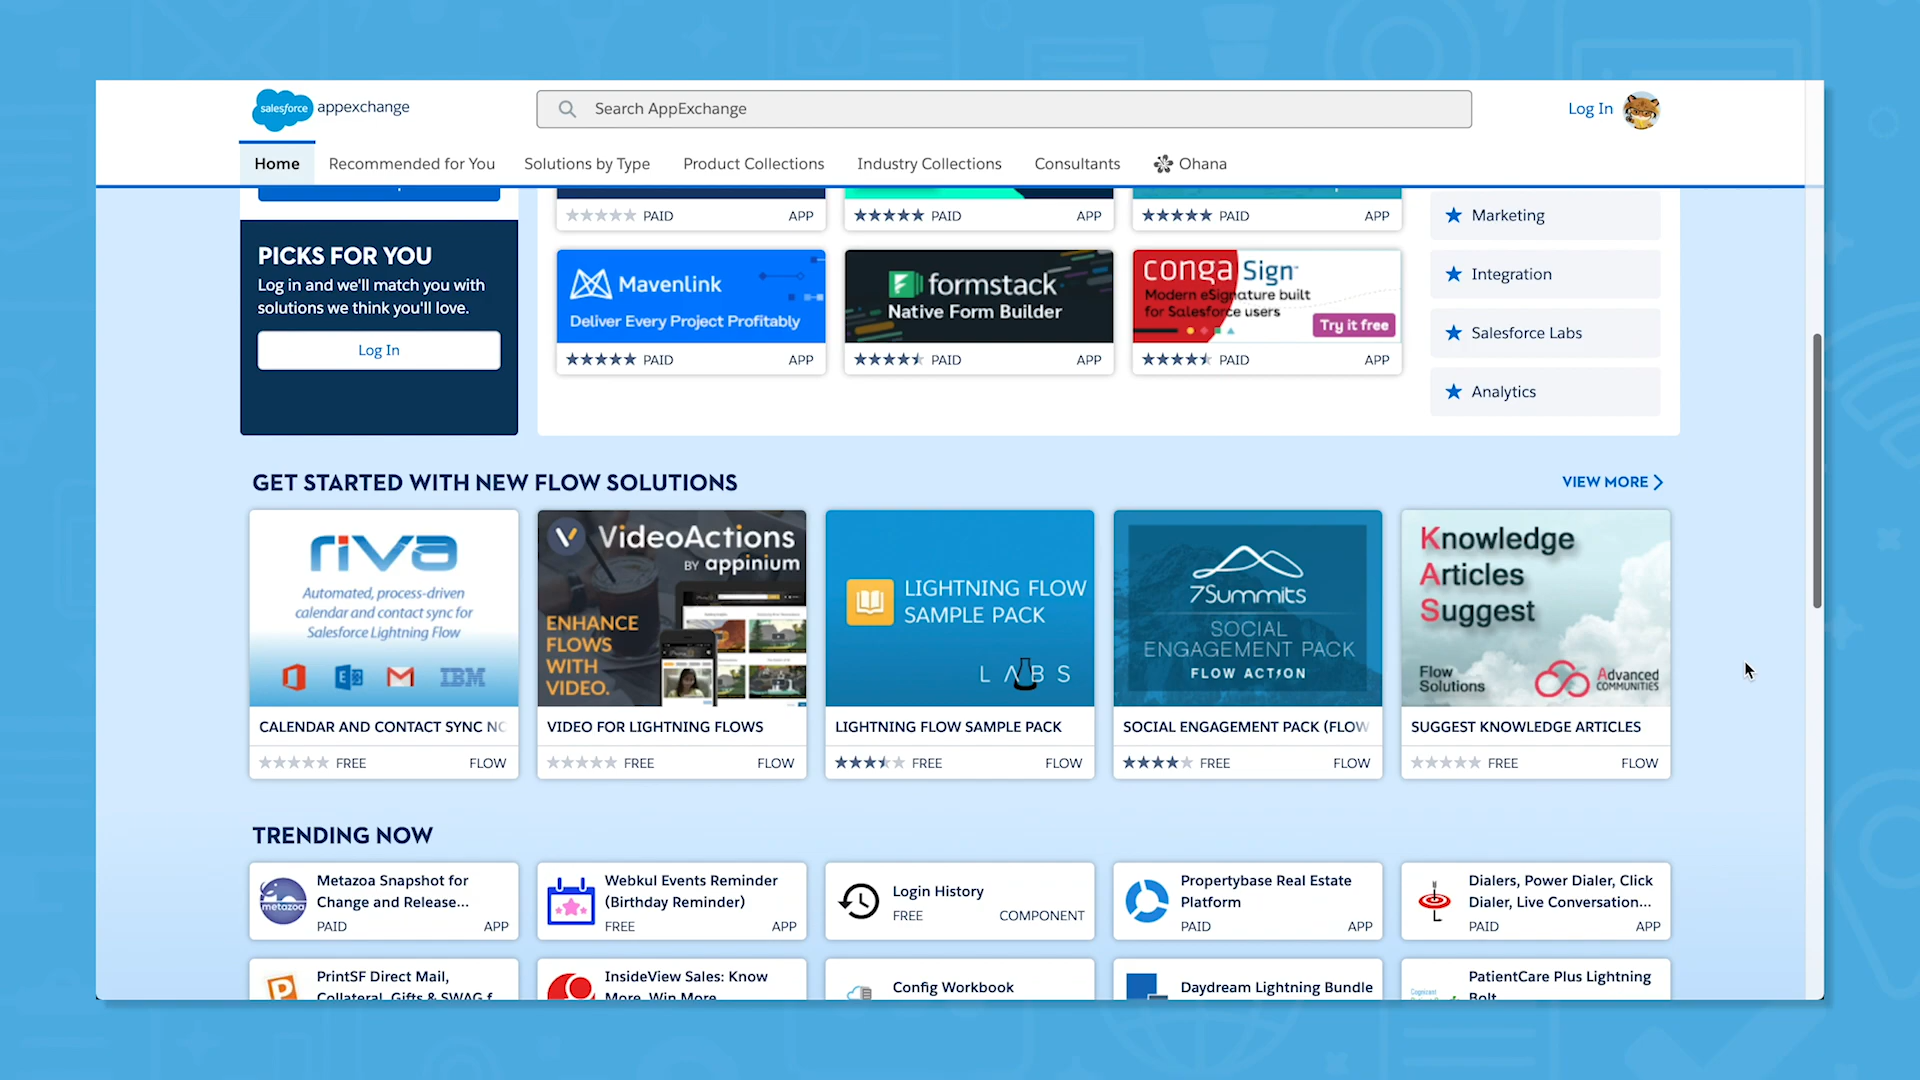 salesforce appexchange
Search AppExchange
Log In
Home
Recommended for You
Solutions by Type
Product Collections
Industry Collections
Consultants
Ohana
PAID APP
PAID APP
PAID APP
PICKS FOR YOU
Log in and we'll match you with
solutions we think you'll love.
Log In
Mavenlink
Deliver Every Project Profitably
PAID APP
formstack
Native Form Builder
PAID APP
conga Sign™
Modern eSignature built
for Salesforce users
Try it free
PAID APP
Marketing
Integration
Salesforce Labs
Analytics
GET STARTED WITH NEW FLOW SOLUTIONS
VIEW MORE
riva
Automated, process-driven
calendar and contact sync for
Salesforce Lightning Flow
IBM
CALENDAR AND CONTACT SYNC NO
FREE FLOW
VideoActions
BY appinium
ENHANCE
FLOWS
WITH
VIDEO.
VIDEO FOR LIGHTNING FLOWS
FREE FLOW
LIGHTNING FLOW
SAMPLE PACK
LABS
LIGHTNING FLOW SAMPLE PACK
FREE FLOW
7Summits
SOCIAL
ENGAGEMENT PACK
FLOW ACTION
SOCIAL ENGAGEMENT PACK (FLOW
FREE FLOW
Knowledge
Articles
Suggest
Flow
Solutions
Advanced
COMMUNITIES
SUGGEST KNOWLEDGE ARTICLES
FREE FLOW
TRENDING NOW
metazoa
Metazoa Snapshot for
Change and Release...
PAID APP
Webkul Events Reminder
(Birthday Reminder)
FREE APP
Login History
FREE COMPONENT
Propertybase Real Estate
Platform
PAID APP
Dialers, Power Dialer, Click
Dialer, Live Conversation...
PAID APP
PrintSF Direct Mail,
Collateral, Gifts & SWAG f
InsideView Sales: Know
More, Win More
Config Workbook
Daydream Lightning Bundle
PatientCare Plus Lightning
Bolt